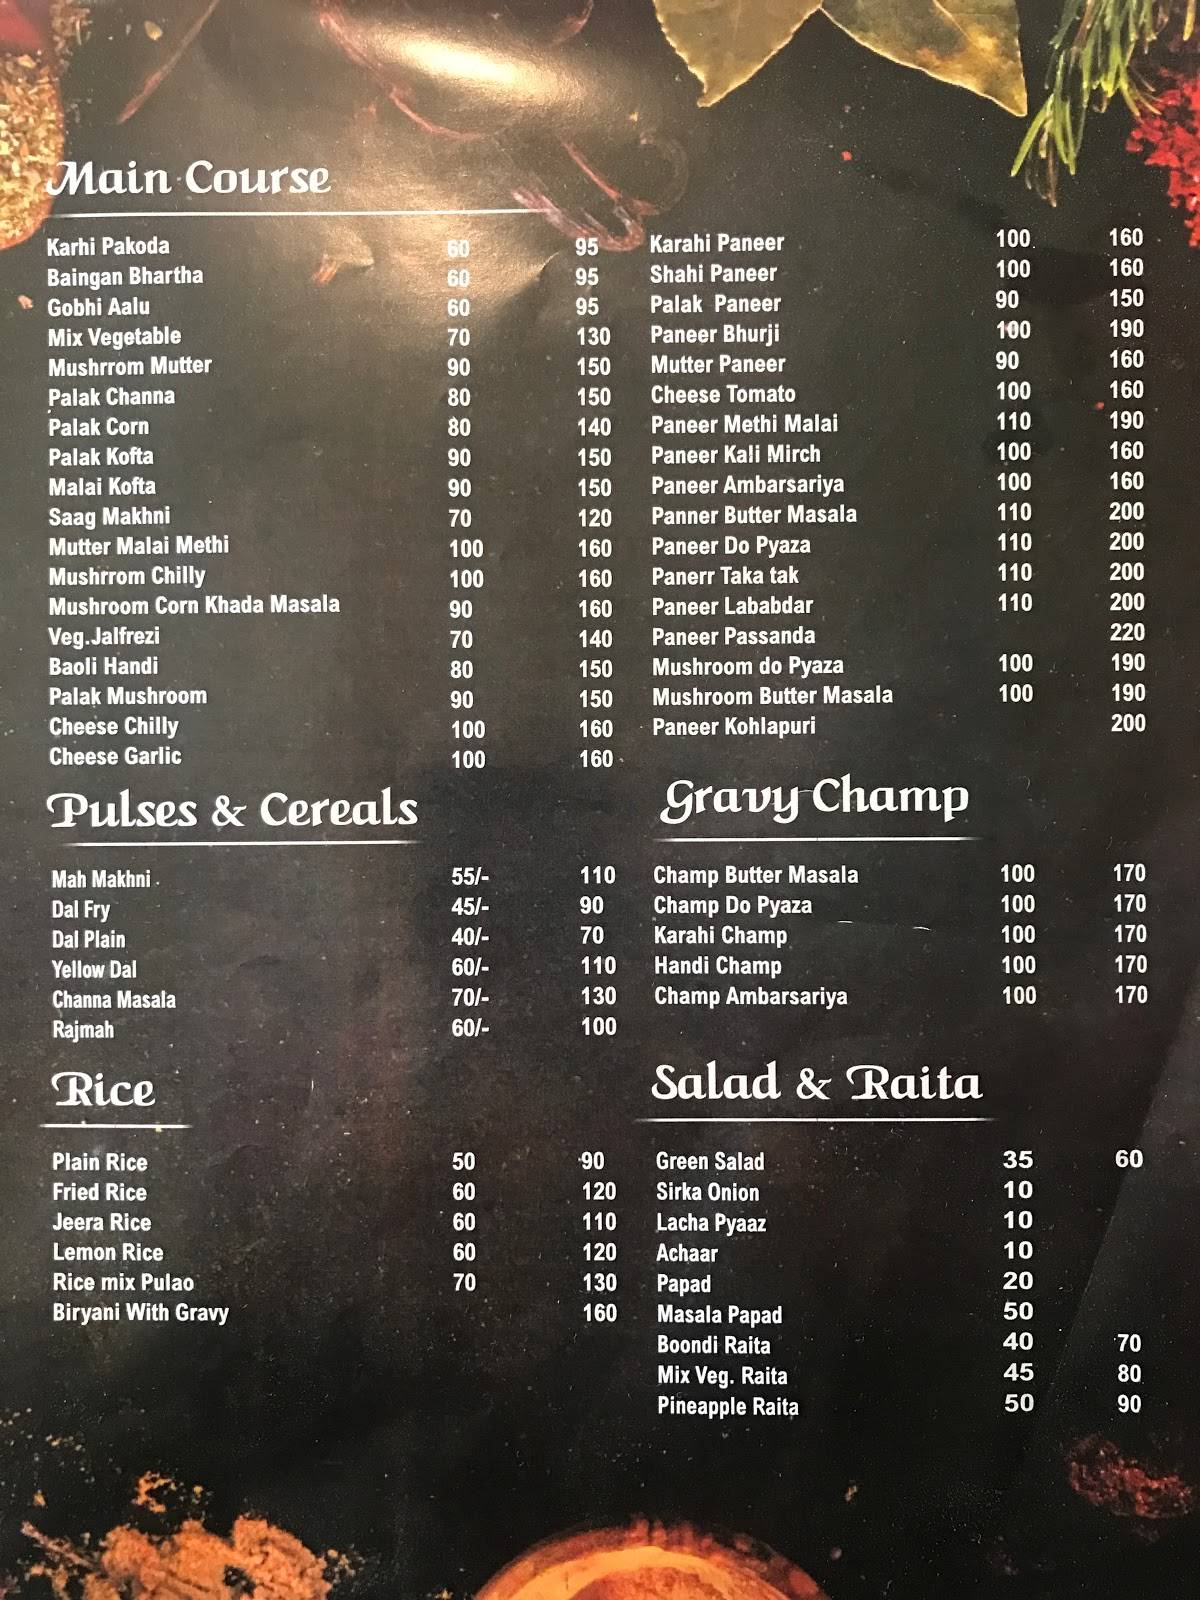 Main Course
Karhi Pakoda 60 95
Baingan Bhartha 60 95
Gobhi Aalu 60 95
Mix Vegetable 70 130
Mushrrom Mutter 90 150
Palak Channa 80 150
Palak Corn 80 140
Palak Kofta 90 150
Malai Kofta 90 150
Saag Makhni 70 120
Mutter Malai Methi 100 160
Mushrrom Chilly 100 160
Mushroom Corn Khada Masala 90 160
Veg.Jalfrezi 70 140
Baoli Handi 80 150
Palak Mushroom 90 150
Cheese Chilly 100 160
Cheese Garlic 100 160
Karahi Paneer 100 160
Shahi Paneer 100 160
Palak Paneer 90 150
Paneer Bhurji 100 190
Mutter Paneer 90 160
Cheese Tomato 100 160
Paneer Methi Malai 110 190
Paneer Kali Mirch 100 160
Paneer Ambarsariya 100 160
Panner Butter Masala 110 200
Paneer Do Pyaza 110 200
Panerr Taka tak 110 200
Paneer Lababdar 110 200
Paneer Passanda 220
Mushroom do Pyaza 100 190
Mushroom Butter Masala 100 190
Paneer Kohlapuri 200
Pulses & Cereals
Mah Makhni 55/- 110
Dal Fry 45/- 90
Dal Plain 40/- 70
Yellow Dal 60/- 110
Channa Masala 70/- 130
Rajmah 60/- 100
Gravy Champ
Champ Butter Masala 100 170
Champ Do Pyaza 100 170
Karahi Champ 100 170
Handi Champ 100 170
Champ Ambarsariya 100 170
Rice
Plain Rice 50 90
Fried Rice 60 120
Jeera Rice 60 110
Lemon Rice 60 120
Rice mix Pulao 70 130
Biryani With Gravy 160
Salad & Raita
Green Salad 35 60
Sirka Onion 10
Lacha Pyaaz 10
Achaar 10
Papad 20
Masala Papad 50
Boondi Raita 40 70
Mix Veg. Raita 45 80
Pineapple Raita 50 90